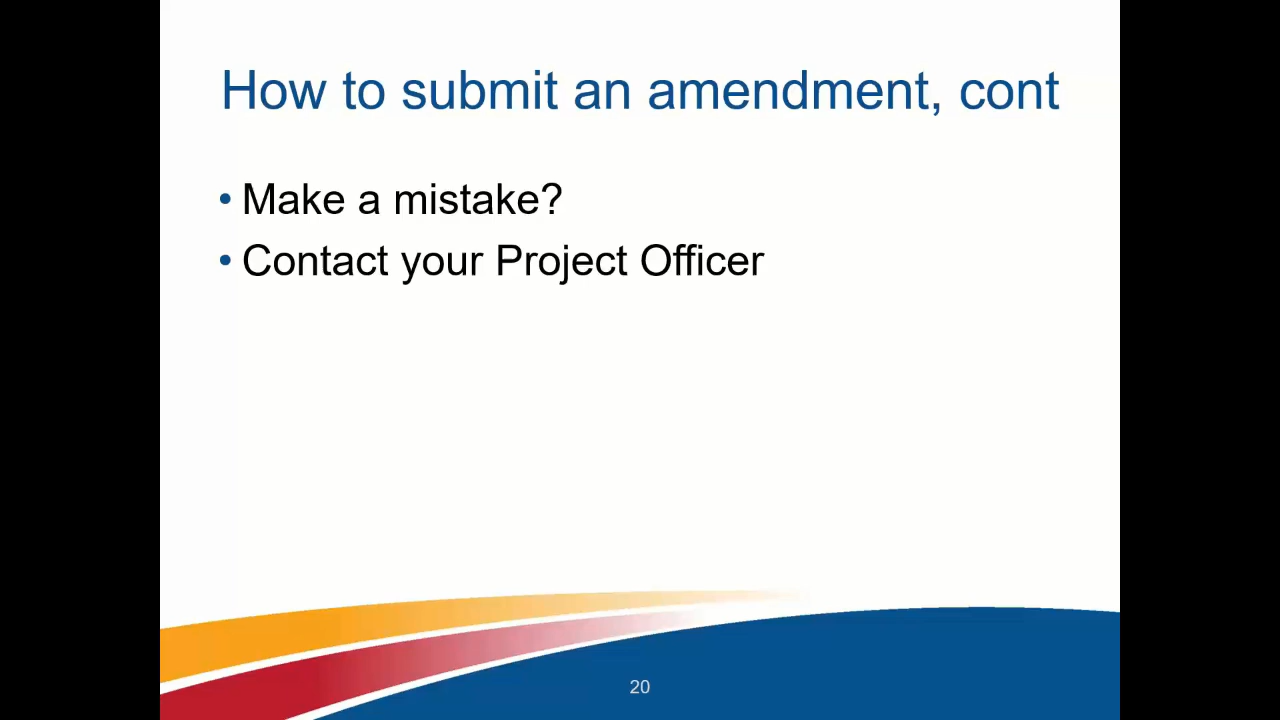 How to submit an amendment, cont
• Make a mistake?
• Contact your Project Officer
20